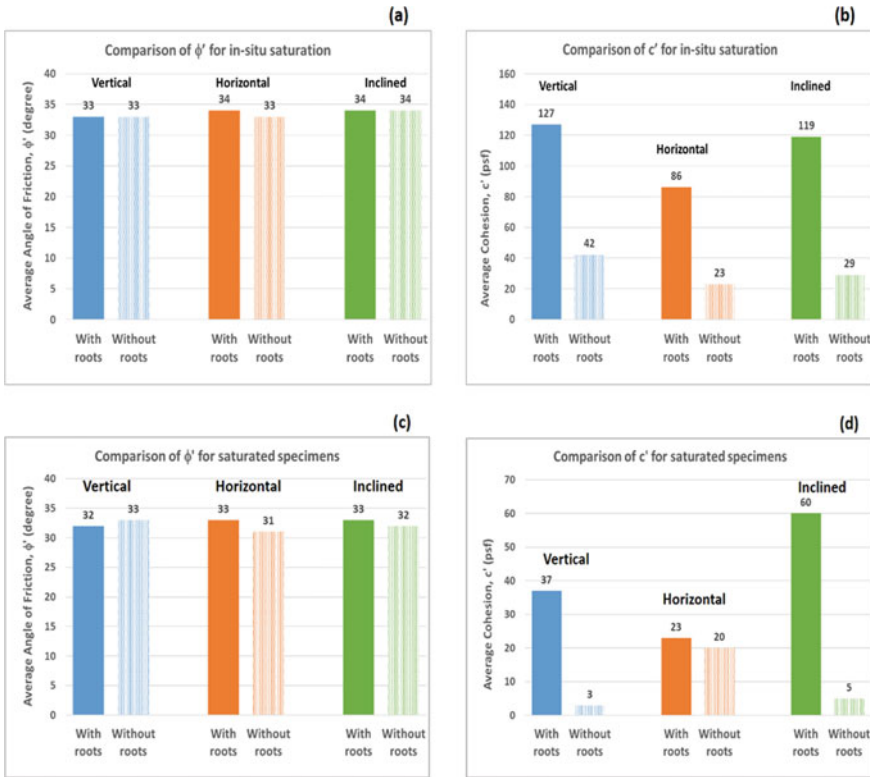 (a)
Comparison of ϕ' for in-situ saturation
Average Angle of Friction, ϕ' (degree)
40
35
30
25
20
15
10
5
0
Vertical
Horizontal
Inclined
33
33
34
33
34
34
With roots
Without roots
With roots
Without roots
With roots
Without roots
(b)
Comparison of c' for in-situ saturation
Average Cohesion, c' (psf)
160
140
120
100
80
60
40
20
0
Vertical
Horizontal
Inclined
127
42
86
23
119
29
With roots
Without roots
With roots
Without roots
With roots
Without roots
(c)
Comparison of ϕ' for saturated specimens
Average Angle of Friction, ϕ' (degree)
40
35
30
25
20
15
10
5
0
Vertical
Horizontal
Inclined
32
33
33
31
33
32
With roots
Without roots
With roots
Without roots
With roots
Without roots
(d)
Comparison of c' for saturated specimens
Average Cohesion, c' (psf)
70
60
50
40
30
20
10
0
Vertical
Horizontal
Inclined
37
3
23
20
60
5
With roots
Without roots
With roots
Without roots
With roots
Without roots